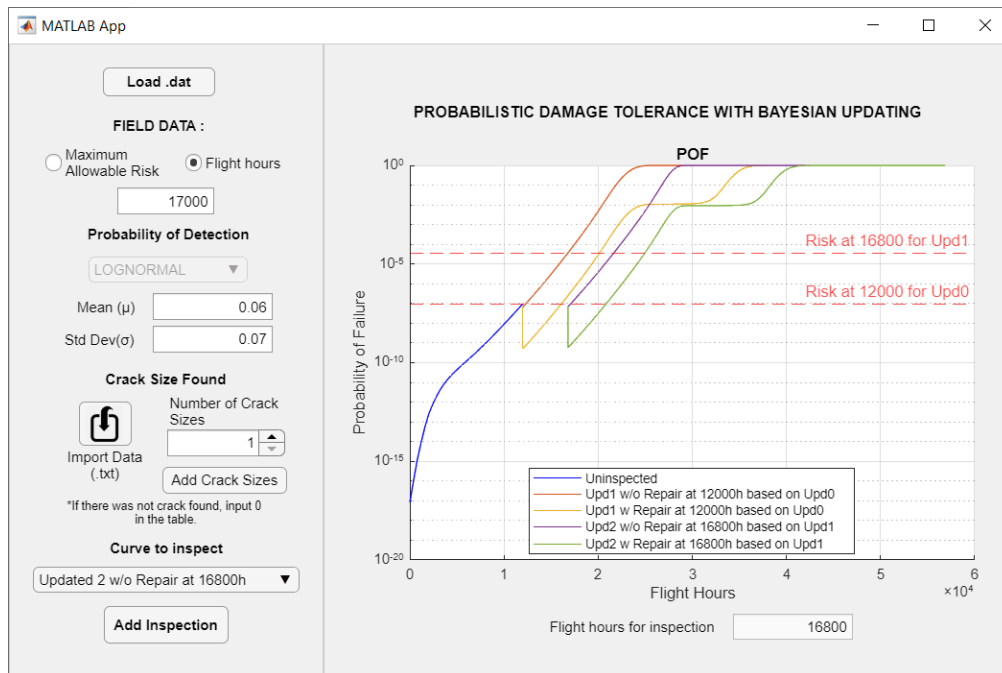 MATLAB App
Load .dat
FIELD DATA :
Maximum
Allowable Risk
Flight hours
17000
Probability of Detection
LOGNORMAL
Mean (μ)
0.06
Std Dev(σ)
0.07
Crack Size Found
Number of Crack
Sizes
1
Import Data
(.txt)
Add Crack Sizes
*If there was not crack found, input 0
in the table.
Curve to inspect
Updated 2 w/o Repair at 16800h
Add Inspection
PROBABILISTIC DAMAGE TOLERANCE WITH BAYESIAN UPDATING
POF
Probability of Failure
10⁰
10⁻⁵
10⁻¹⁰
10⁻¹⁵
10⁻²⁰
Risk at 16800 for Upd1
Risk at 12000 for Upd0
Uninspected
Upd1 w/o Repair at 12000h based on Upd0
Upd1 w Repair at 12000h based on Upd0
Upd2 w/o Repair at 16800h based on Upd1
Upd2 w Repair at 16800h based on Upd1
0 1 2 3 4 5 6
Flight Hours
×10⁴
Flight hours for inspection
16800